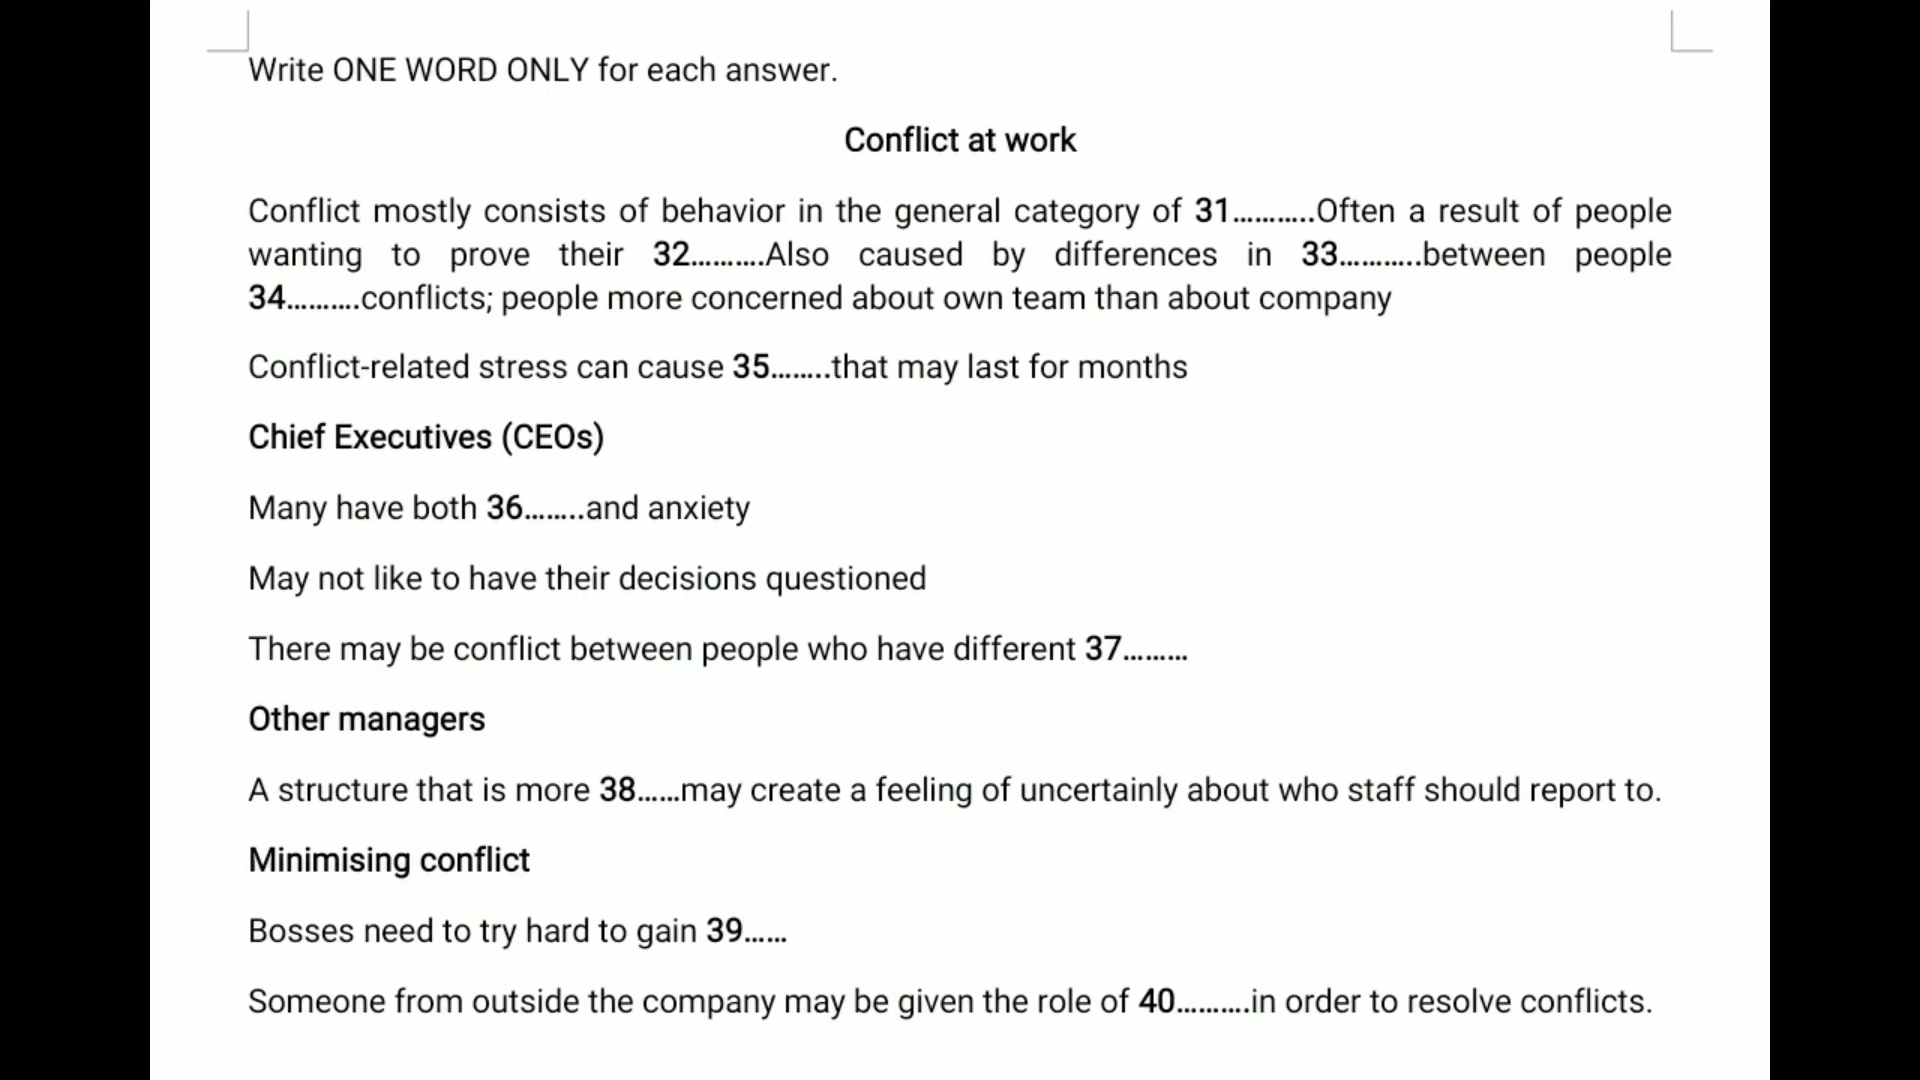 Write ONE WORD ONLY for each answer.
Conflict at work
Conflict mostly consists of behavior in the general category of 31………..Often a result of people
wanting to prove their 32……….Also caused by differences in 33………..between people
34……….conflicts; people more concerned about own team than about company
Conflict-related stress can cause 35……..that may last for months
Chief Executives (CEOs)
Many have both 36……..and anxiety
May not like to have their decisions questioned
There may be conflict between people who have different 37………
Other managers
A structure that is more 38……may create a feeling of uncertainly about who staff should report to.
Minimising conflict
Bosses need to try hard to gain 39……
Someone from outside the company may be given the role of 40……….in order to resolve conflicts.